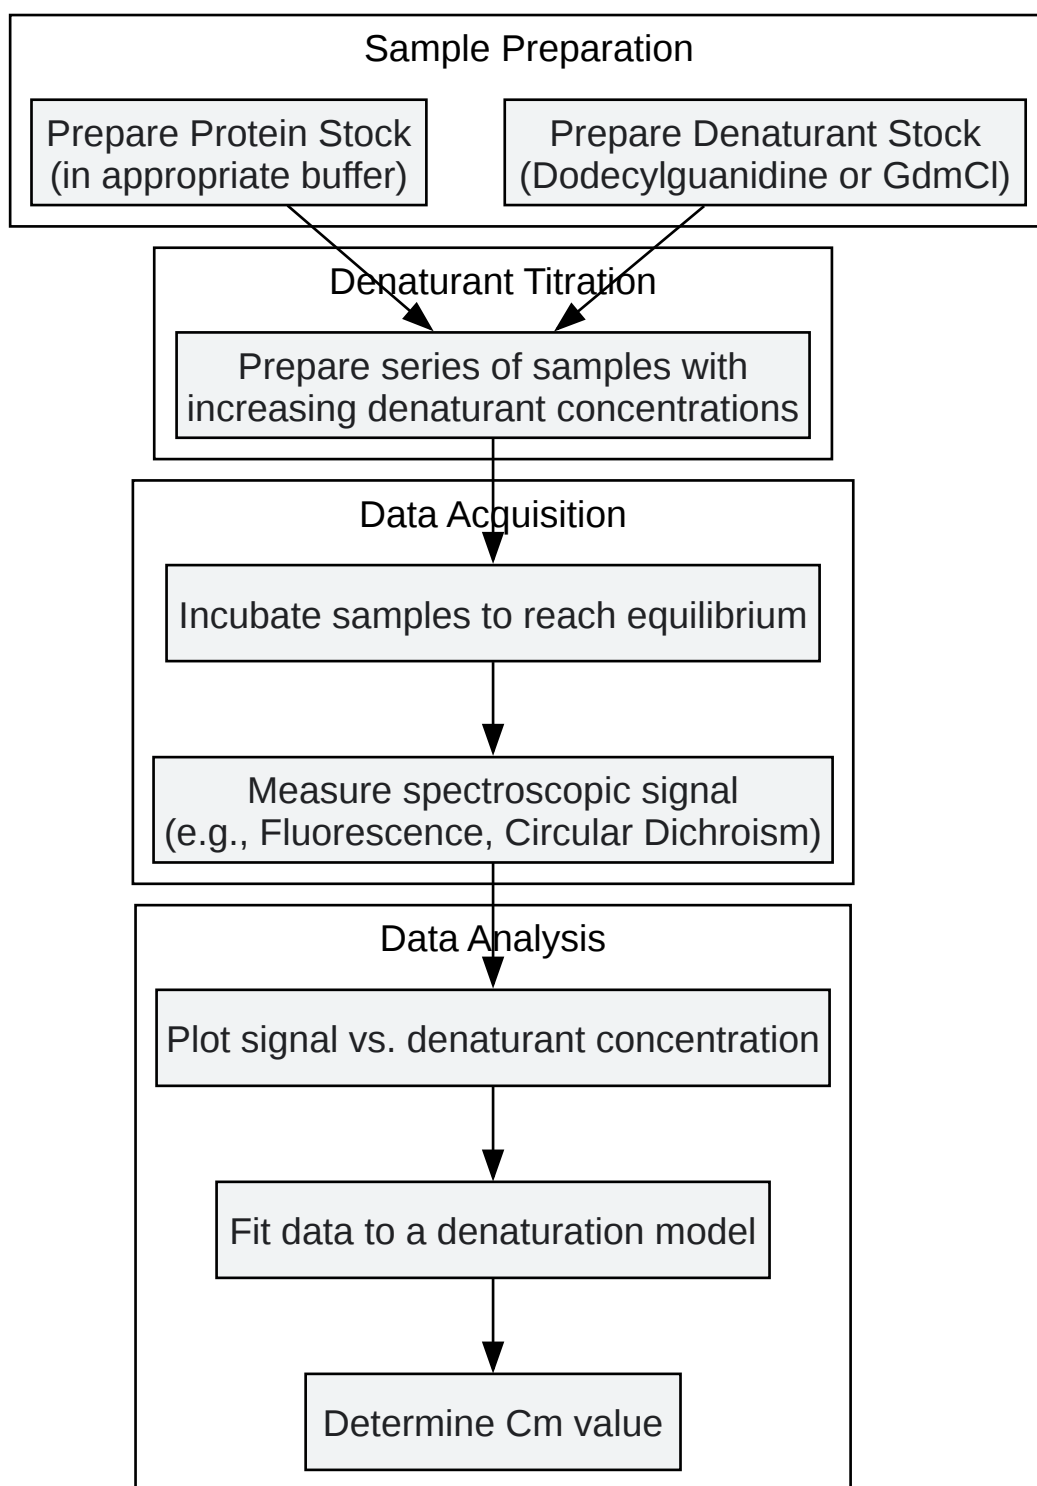 Sample Preparation
Prepare Protein Stock
(in appropriate buffer)
Prepare Denaturant Stock
(Dodecylguanidine or GdmCl)
Denaturant Titration
Prepare series of samples with
increasing denaturant concentrations
Data Acquisition
Incubate samples to reach equilibrium
Measure spectroscopic signal
(e.g., Fluorescence, Circular Dichroism)
Data Analysis
Plot signal vs. denaturant concentration
Fit data to a denaturation model
Determine Cm value